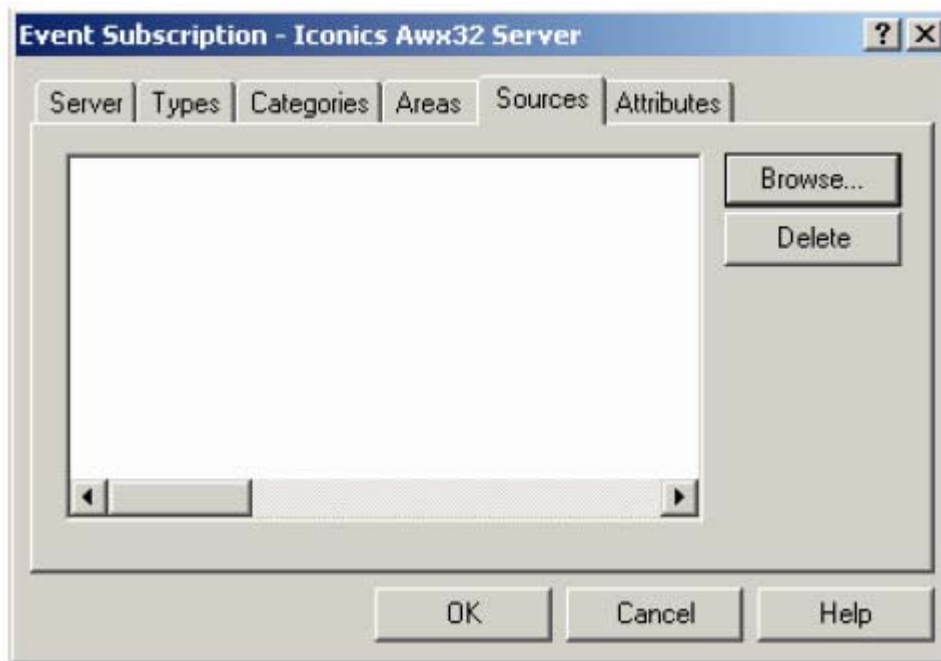 Event Subscription - Iconics Awx32 Server
Server Types Categories Areas Sources Attributes
Browse...
Delete
OK Cancel Help